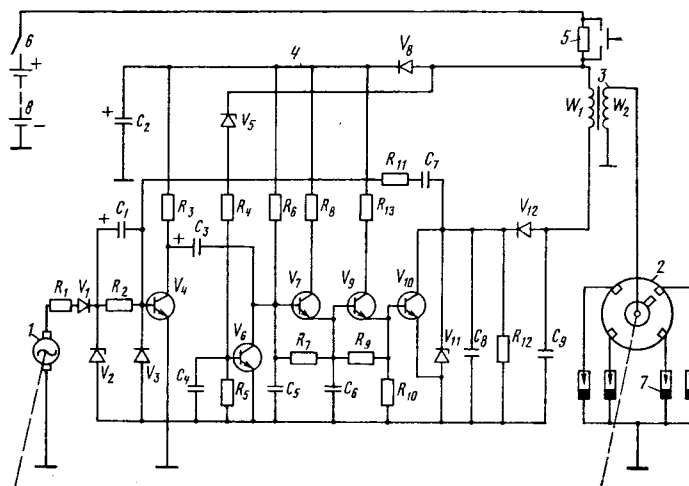 6
+
8
-
4
V8
5
3
W1
W2
+
C2
V5
R11
C7
C1
R3
R4
R6
R8
R13
V12
+
C3
2
R1
V1
R2
V4
V7
V9
V10
1
V2
V3
V6
R7
R9
V11
C8
R12
C9
7
C4
R5
C5
C6
R10